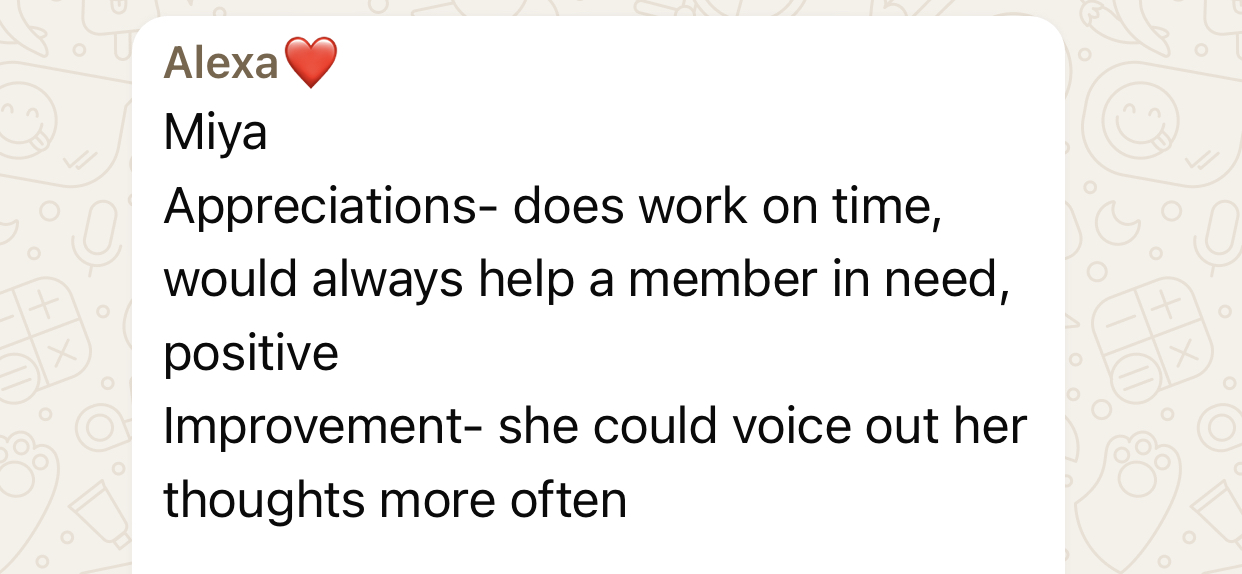 Alexa❤️
Miya
Appreciations- does work on time,
would always help a member in need,
positive
Improvement- she could voice out her
thoughts more often